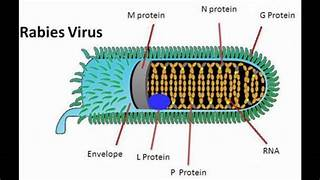 M protein
N protein
G Protein
Rabies Virus
Envelope
L Protein
P Protein
RNA